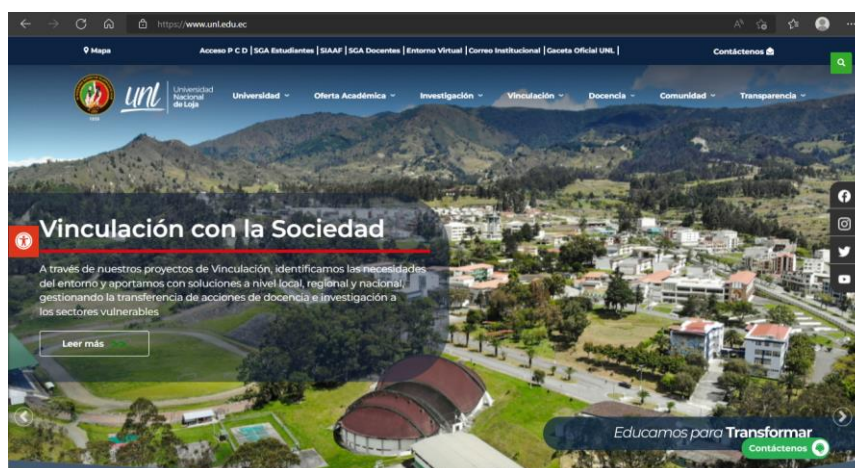 https://www.unl.edu.ec
Mapa
Acceso P C D | SGA Estudiantes | SIAAF | SGA Docentes | Entorno Virtual | Correo Institucional | Gaceta Oficial UNL |
Contáctenos
unl
Universidad
Nacional
de Loja
Universidad
Oferta Académica
Investigación
Vinculación
Docencia
Comunidad
Transparencia
Vinculación con la Sociedad
A través de nuestros proyectos de Vinculación, identificamos las necesidades
del entorno y aportamos con soluciones a nivel local, regional y nacional,
gestionando la transferencia de acciones de docencia e investigación a
los sectores vulnerables
Leer más
Educamos para Transformar
Contáctenos